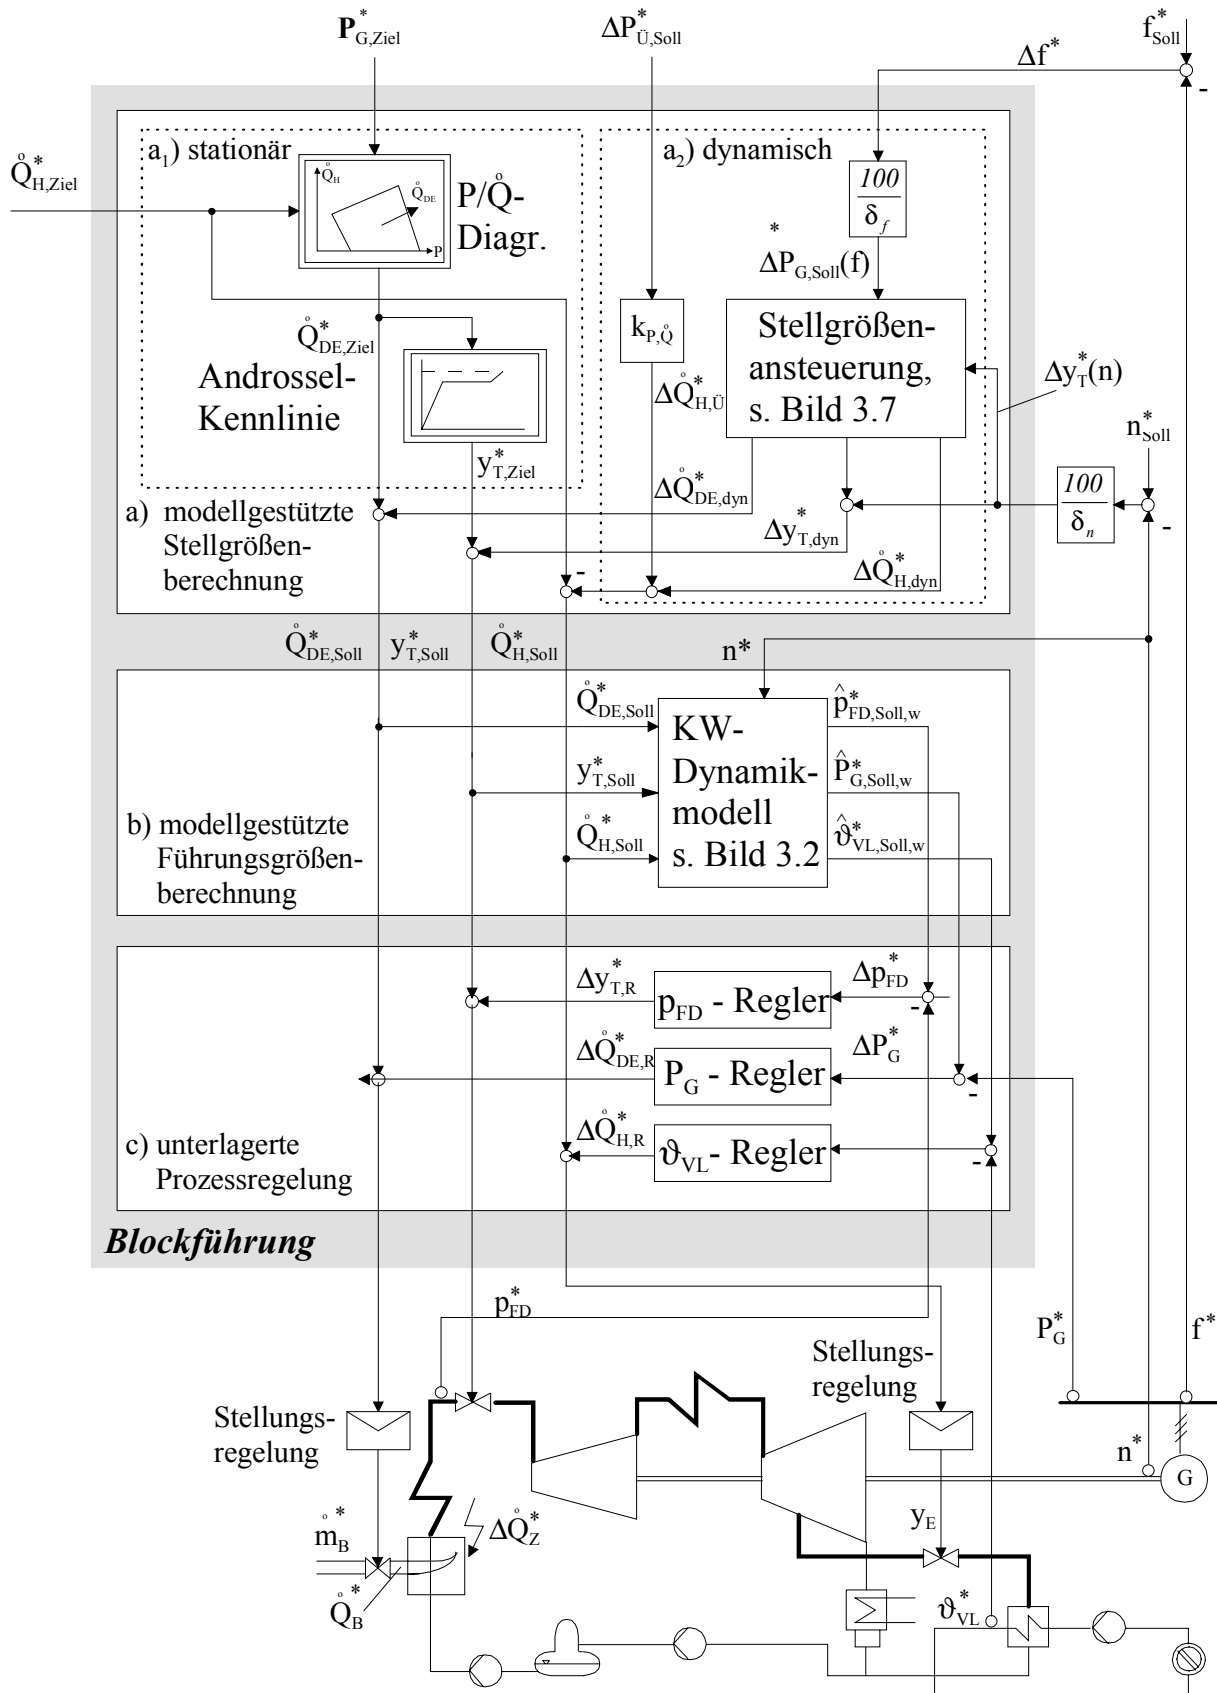 P*G,Ziel
ΔP*Ü,Soll
f*Soll
Δf*
-
a1) stationär
a2) dynamisch
Q̊*H,Ziel
Q̊H
Q̊DE
P
P/Q̊-
Diagr.
100
δf
*
ΔPG,Soll(f)
Q̊*DE,Ziel
kP,Q̊
Stellgrößen-
ansteuerung,
s. Bild 3.7
Androssel-
Kennlinie
ΔQ̊*H,Ü
Δy*T(n)
n*Soll
y*T,Ziel
ΔQ̊*DE,dyn
100
δn
-
a) modellgestützte
Stellgrößen-
berechnung
Δy*T,dyn
-
ΔQ̊*H,dyn
Q̊*DE,Soll
y*T,Soll
Q̊*H,Soll
n*
Q̊*DE,Soll
y*T,Soll
Q̊*H,Soll
KW-
Dynamik-
modell
s. Bild 3.2
p̂*FD,Soll,w
P̂*G,Soll,w
ϑ̂*VL,Soll,w
b) modellgestützte
Führungsgrößen-
berechnung
Δy*T,R
pFD - Regler
Δp*FD
-
ΔQ̊*DE,R
PG - Regler
ΔP*G
-
ΔQ̊*H,R
ϑVL- Regler
-
c) unterlagerte
Prozessregelung
Blockführung
p*FD
P*G
f*
Stellungs-
regelung
Stellungs-
regelung
n*
G
m̊*B
ΔQ̊*Z
yE
Q̊*B
ϑ*VL